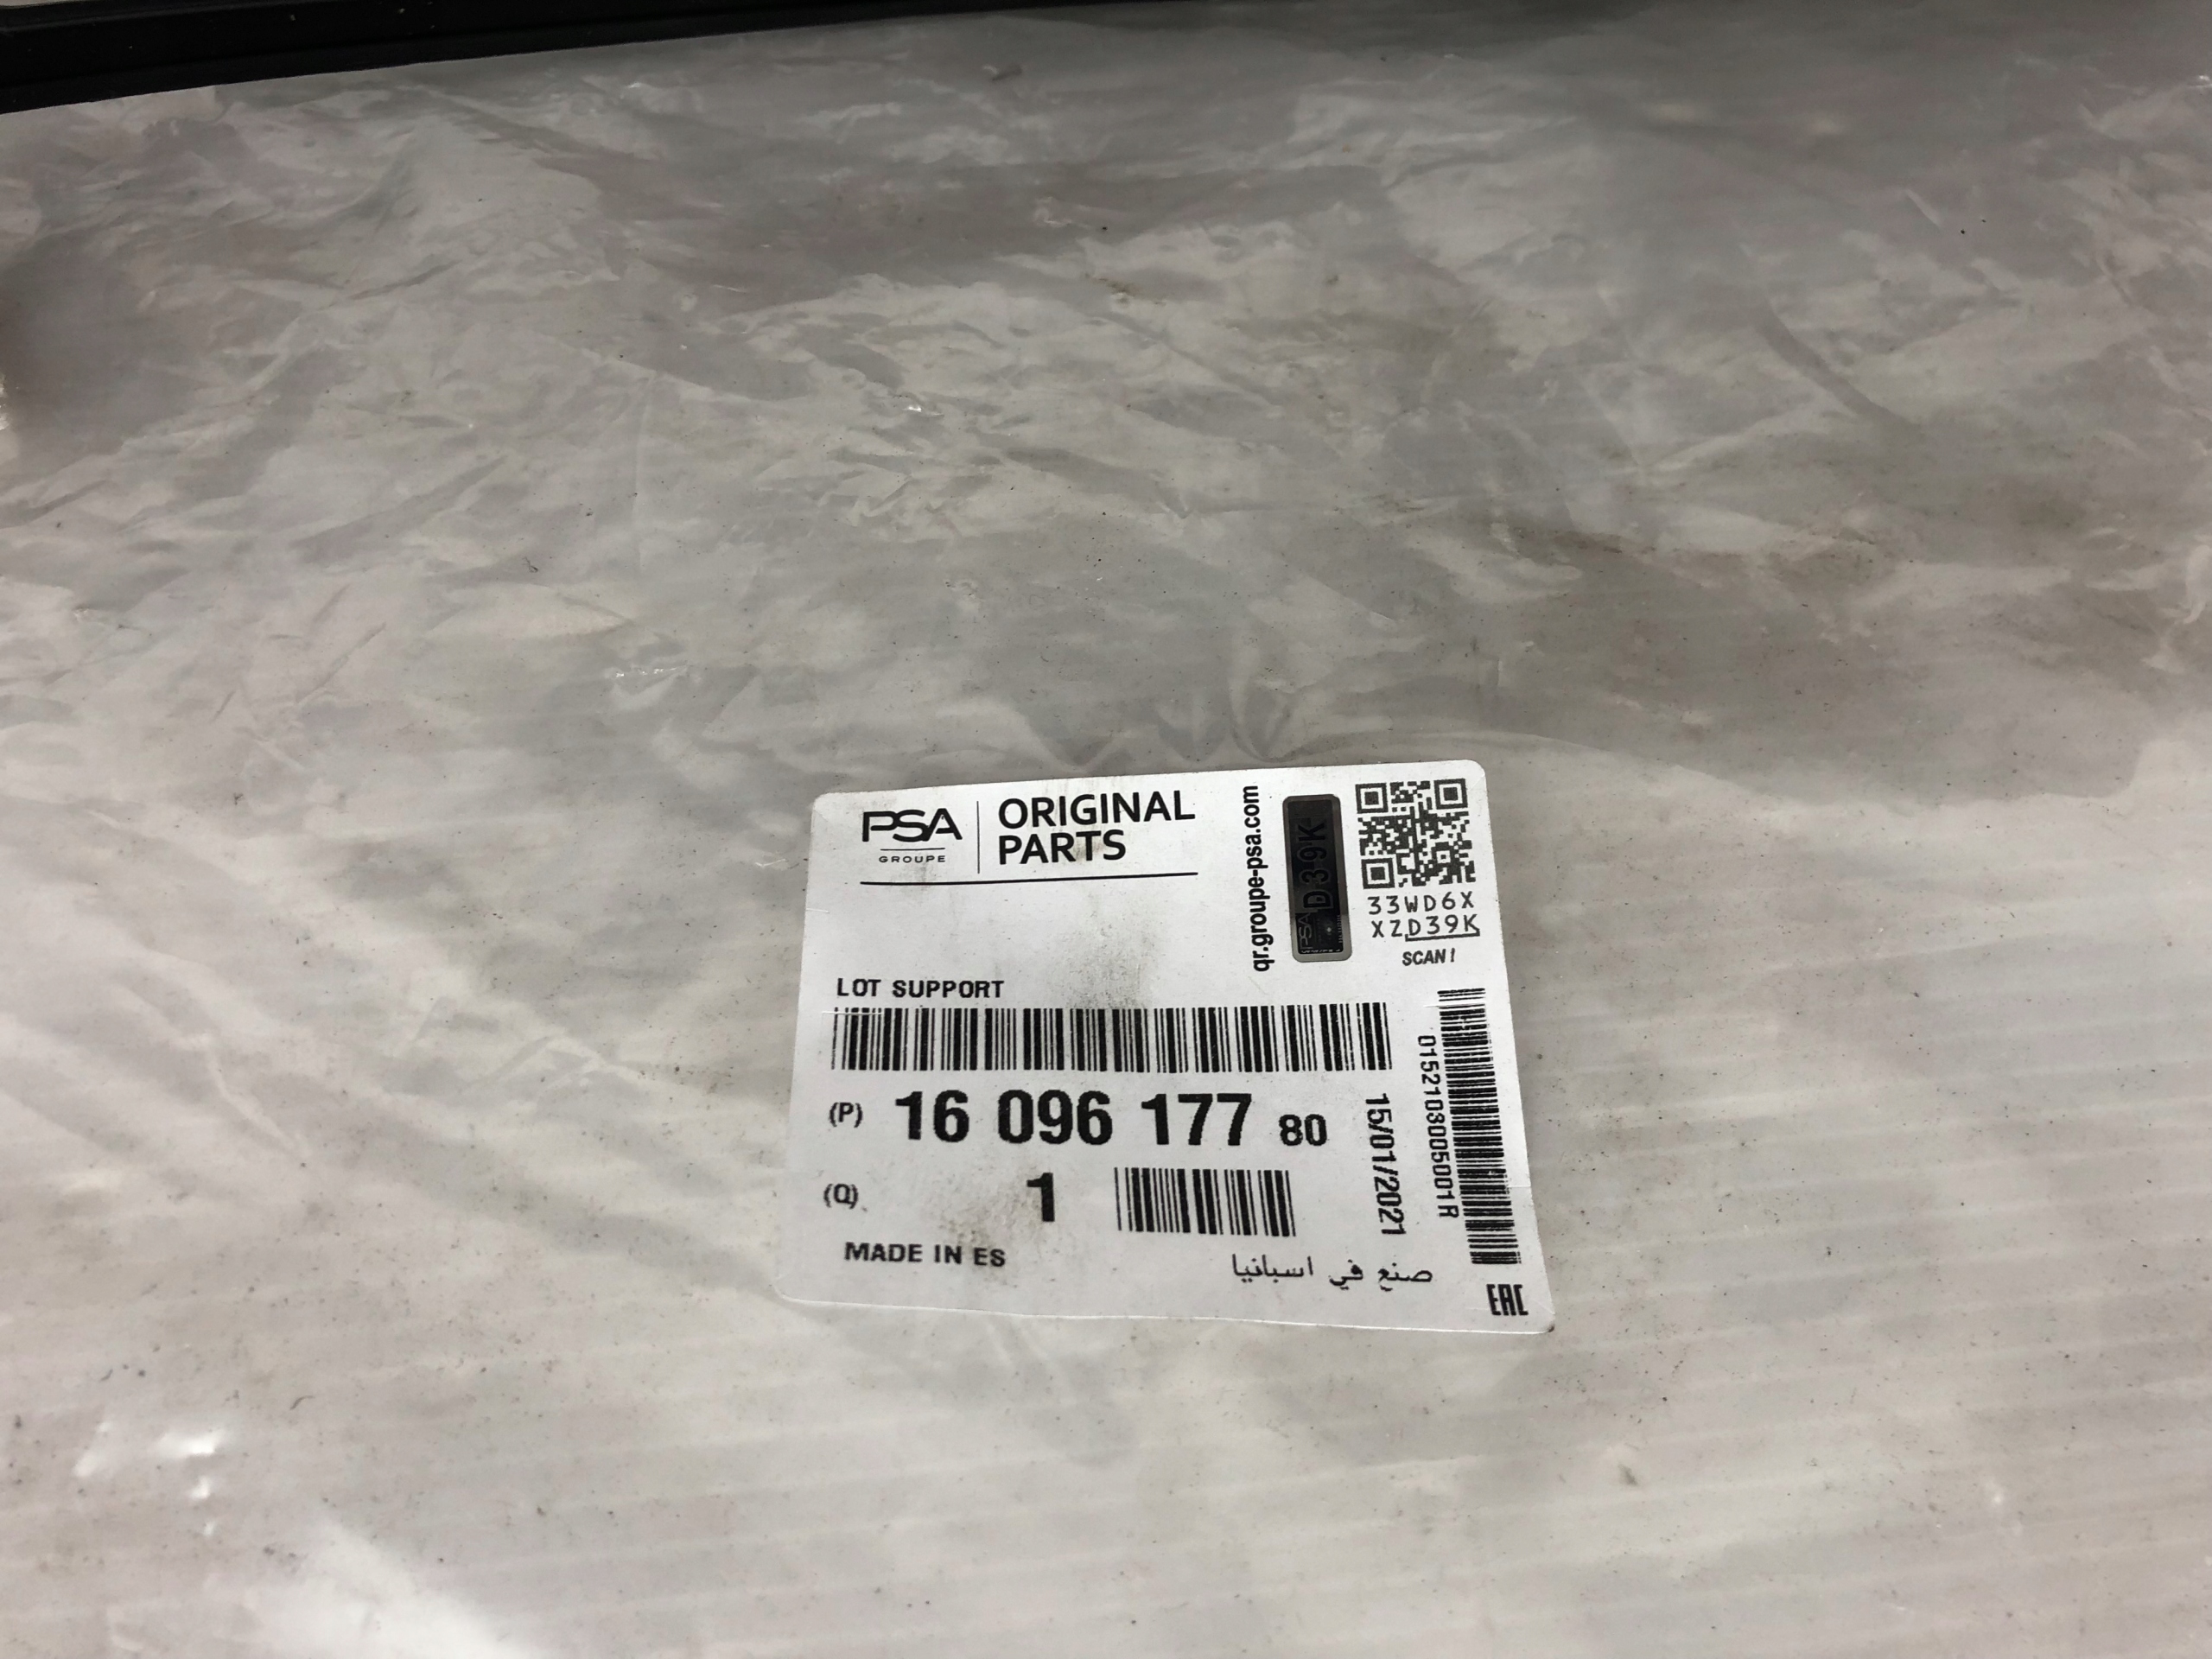 PSA
GROUPE
ORIGINAL
PARTS
qr.groupe-psa.com
PSA
D39K
33WD6X
XZD39K
SCAN!
LOT SUPPORT
(P) 16 096 177 80
15/01/2021
0152103005001R
(Q) 1
MADE IN ES
صنع في اسبانيا
EAC